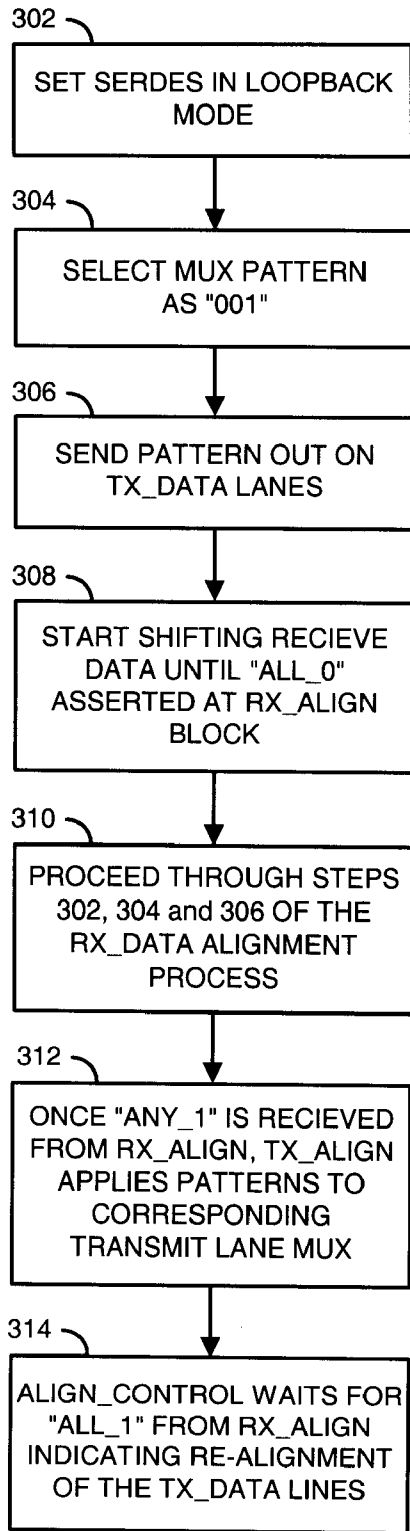 302
SET SERDES IN LOOPBACK
MODE
304
SELECT MUX PATTERN
AS "001"
306
SEND PATTERN OUT ON
TX_DATA LANES
308
START SHIFTING RECIEVE
DATA UNTIL "ALL_0"
ASSERTED AT RX_ALIGN
BLOCK
310
PROCEED THROUGH STEPS
302, 304 and 306 OF THE
RX_DATA ALIGNMENT
PROCESS
312
ONCE "ANY_1" IS RECIEVED
FROM RX_ALIGN, TX_ALIGN
APPLIES PATTERNS TO
CORRESPONDING
TRANSMIT LANE MUX
314
ALIGN_CONTROL WAITS FOR
"ALL_1" FROM RX_ALIGN
INDICATING RE-ALIGNMENT
OF THE TX_DATA LINES